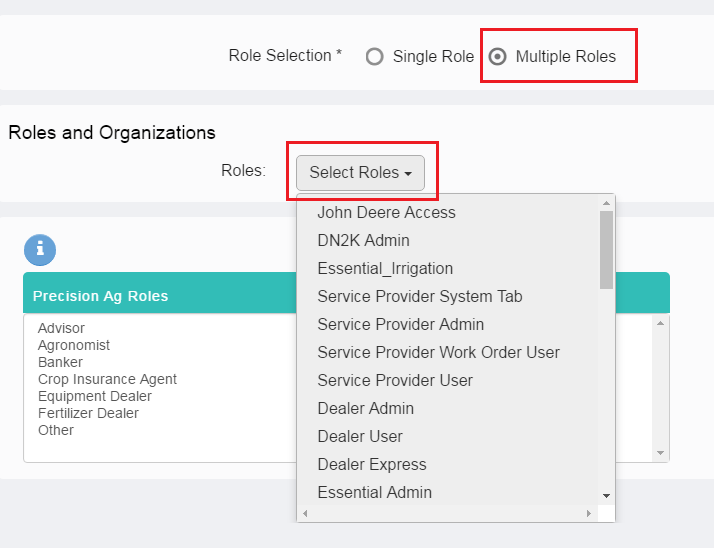 Role Selection * Single Role Multiple Roles
Roles and Organizations
Roles: Select Roles
John Deere Access
DN2K Admin
Essential_Irrigation
Service Provider System Tab
Service Provider Admin
Service Provider Work Order User
Service Provider User
Dealer Admin
Dealer User
Dealer Express
Essential Admin
i
Precision Ag Roles
Advisor
Agronomist
Banker
Crop Insurance Agent
Equipment Dealer
Fertilizer Dealer
Other